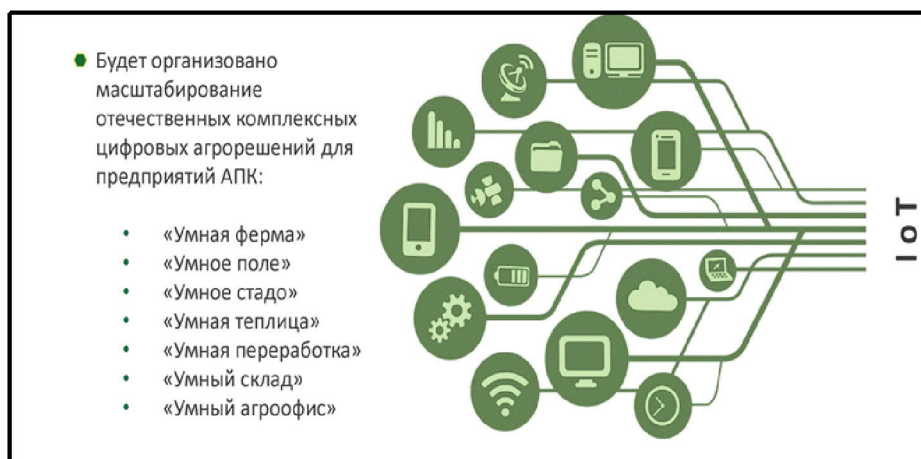 Будет организовано
масштабирование
отечественных комплексных
цифровых агрорешений для
предприятий АПК:
• «Умная ферма»
• «Умное поле»
• «Умное стадо»
• «Умная теплица»
• «Умная переработка»
• «Умный склад»
• «Умный агроофис»
IoT